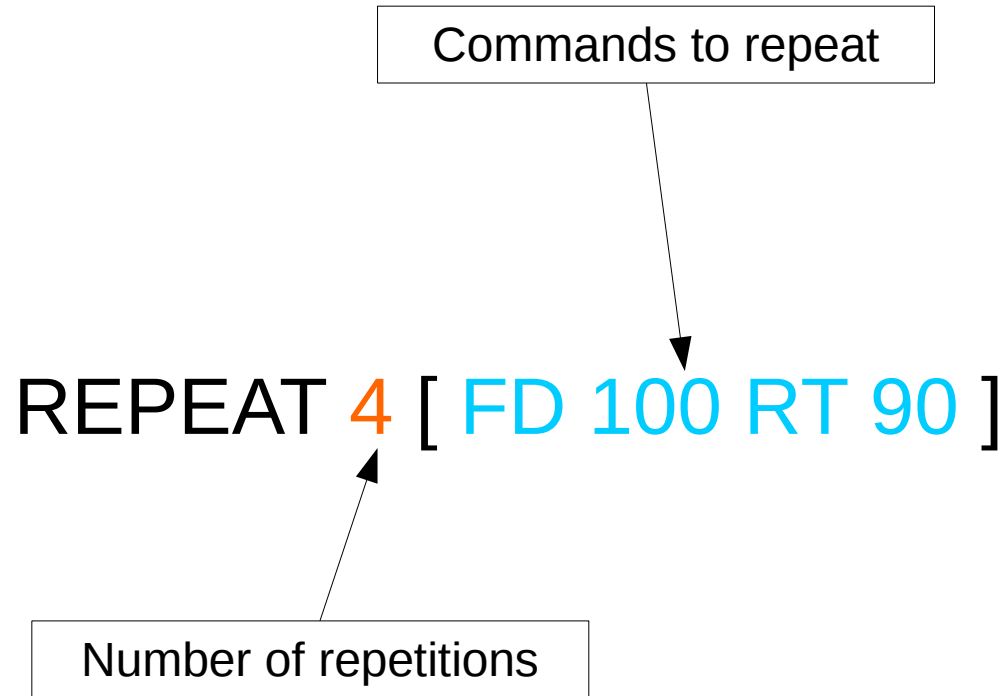 Commands to repeat
REPEAT 4 [ FD 100 RT 90 ]
Number of repetitions